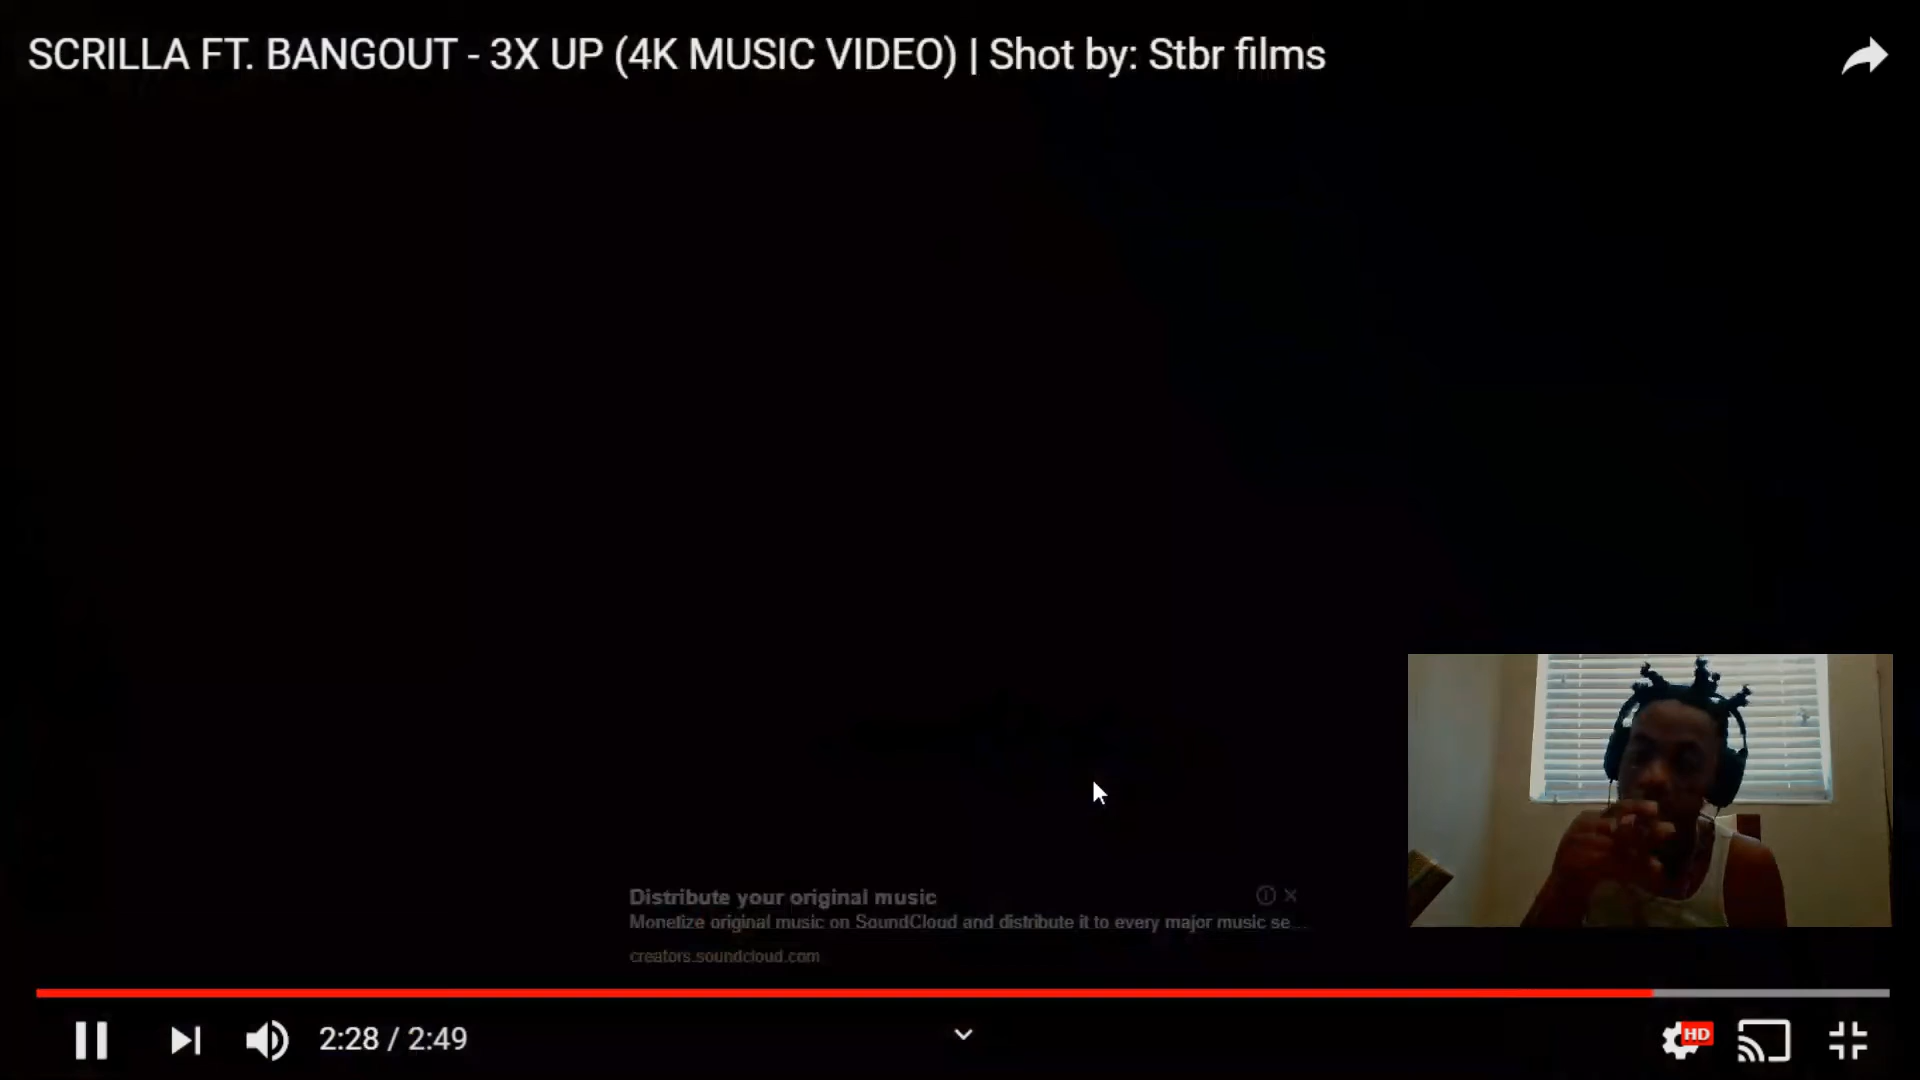 SCRILLA FT. BANGOUT - 3X UP (4K MUSIC VIDEO) | Shot by: Stbr films
Distribute your original music
Monetize original music on SoundCloud and distribute it to every major music se...
creators.soundcloud.com
2:28 / 2:49
HD